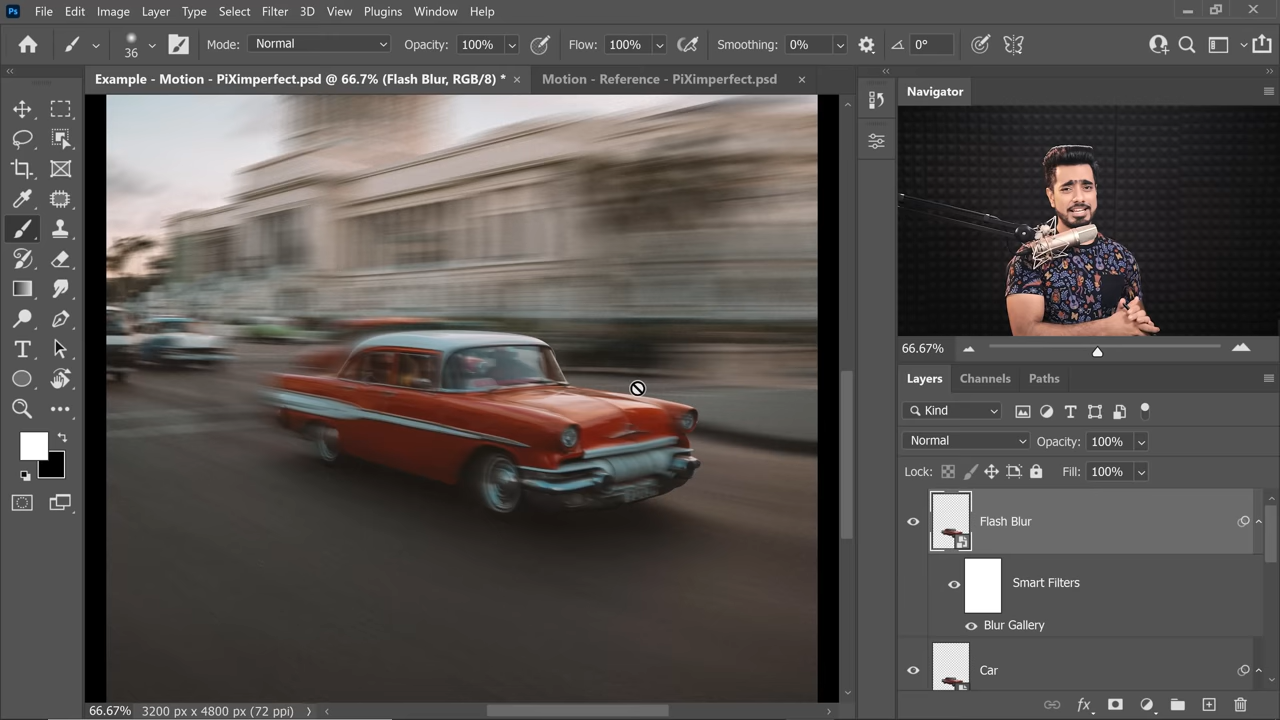 Ps File Edit Image Layer Type Select Filter 3D View Plugins Window Help
36 Mode: Normal Opacity: 100% Flow: 100% Smoothing: 0% 0°
Example - Motion - PiXimperfect.psd @ 66.7% (Flash Blur, RGB/8) * × Motion - Reference - PiXimperfect.psd ×
Navigator
66.67%
Layers Channels Paths
Kind
Normal Opacity: 100%
Lock: Fill: 100%
Flash Blur
Smart Filters
Blur Gallery
Car
66.67% 3200 px x 4800 px (72 ppi)